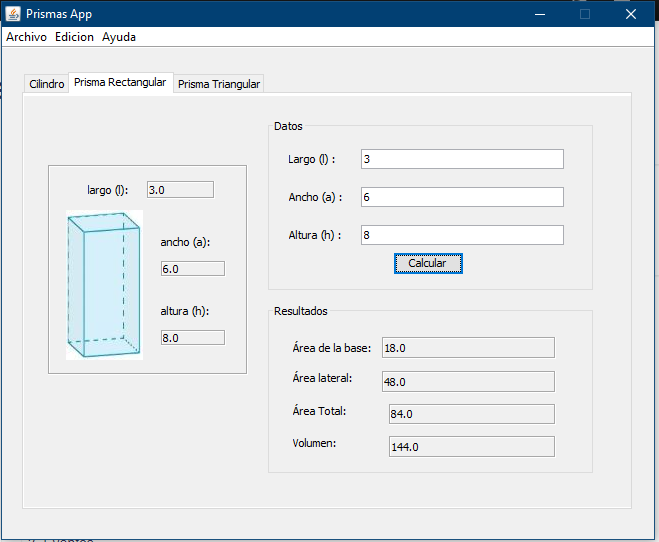 Prismas App
Archivo Edicion Ayuda
Cilindro Prisma Rectangular Prisma Triangular
largo (l): 3.0
ancho (a):
6.0
altura (h):
8.0
Datos
Largo (l) : 3
Ancho (a) : 6
Altura (h) : 8
Calcular
Resultados
Área de la base: 18.0
Área lateral: 48.0
Área Total: 84.0
Volumen: 144.0